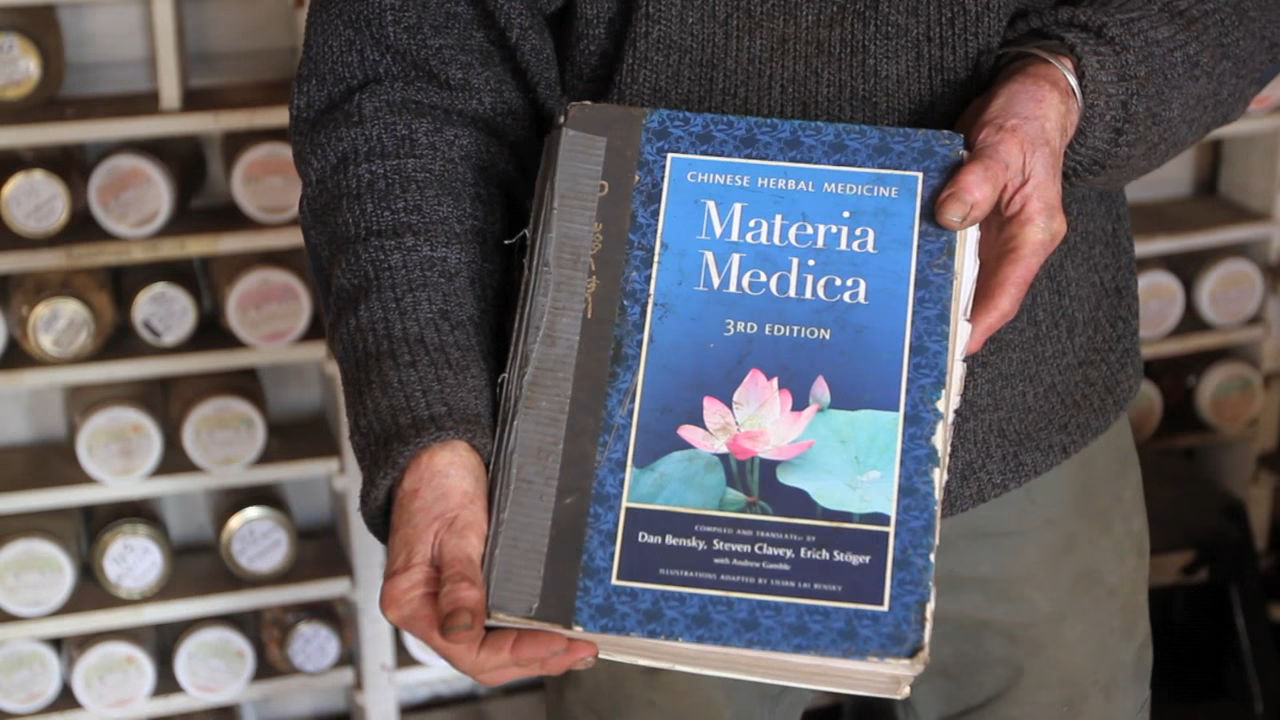 CHINESE HERBAL MEDICINE
Materia
Medica
3RD EDITION
COMPILED AND TRANSLATED BY
Dan Bensky, Steven Clavey, Erich Stöger
with Andrew Gamble
ILLUSTRATIONS ADAPTED BY LILIAN LAI BENSKY